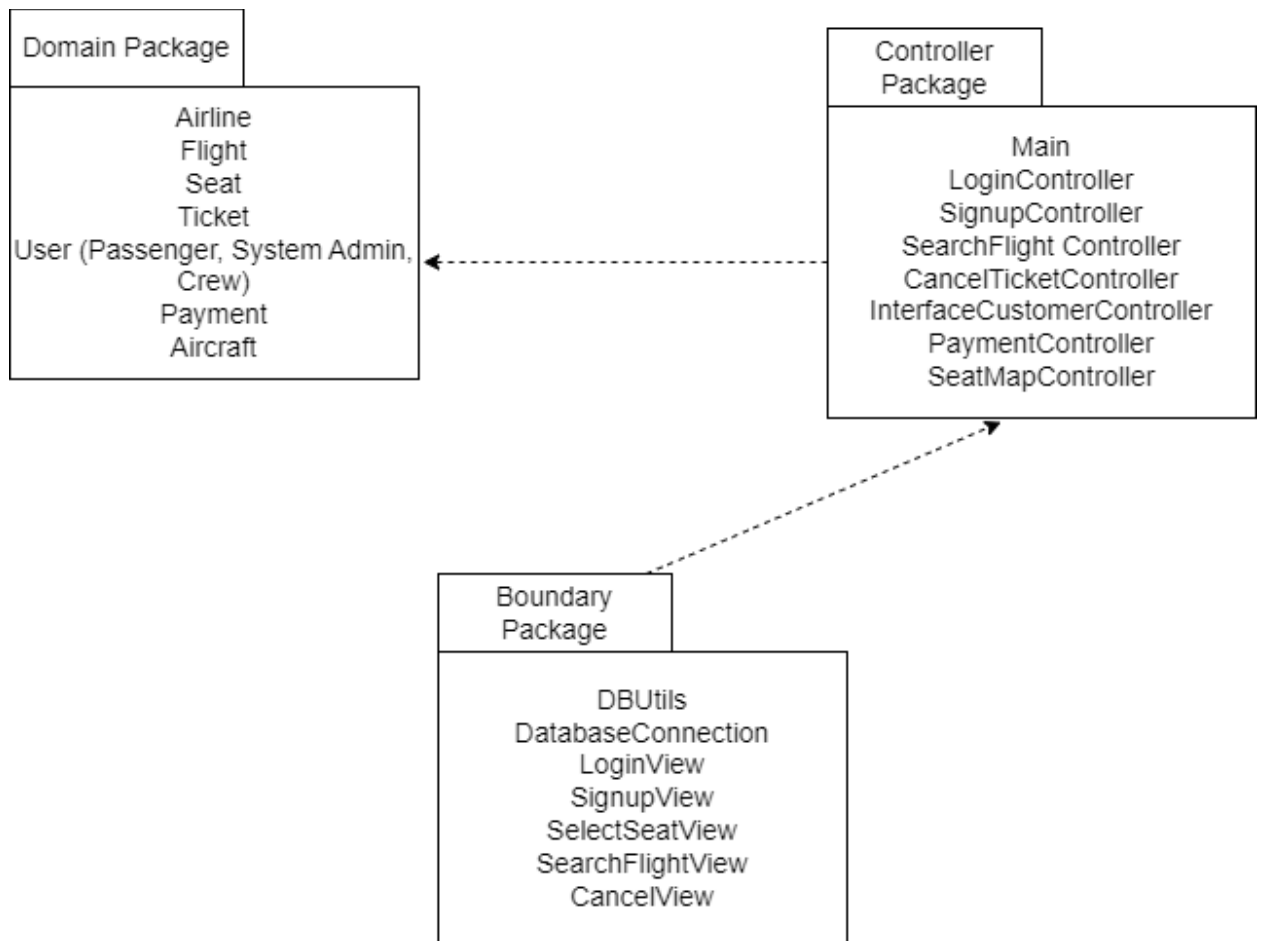 Domain Package
Airline
Flight
Seat
Ticket
User (Passenger, System Admin,
Crew)
Payment
Aircraft
Controller
Package
Main
LoginController
SignupController
SearchFlight Controller
CancelTicketController
InterfaceCustomerController
PaymentController
SeatMapController
Boundary
Package
DBUtils
DatabaseConnection
LoginView
SignupView
SelectSeatView
SearchFlightView
CancelView